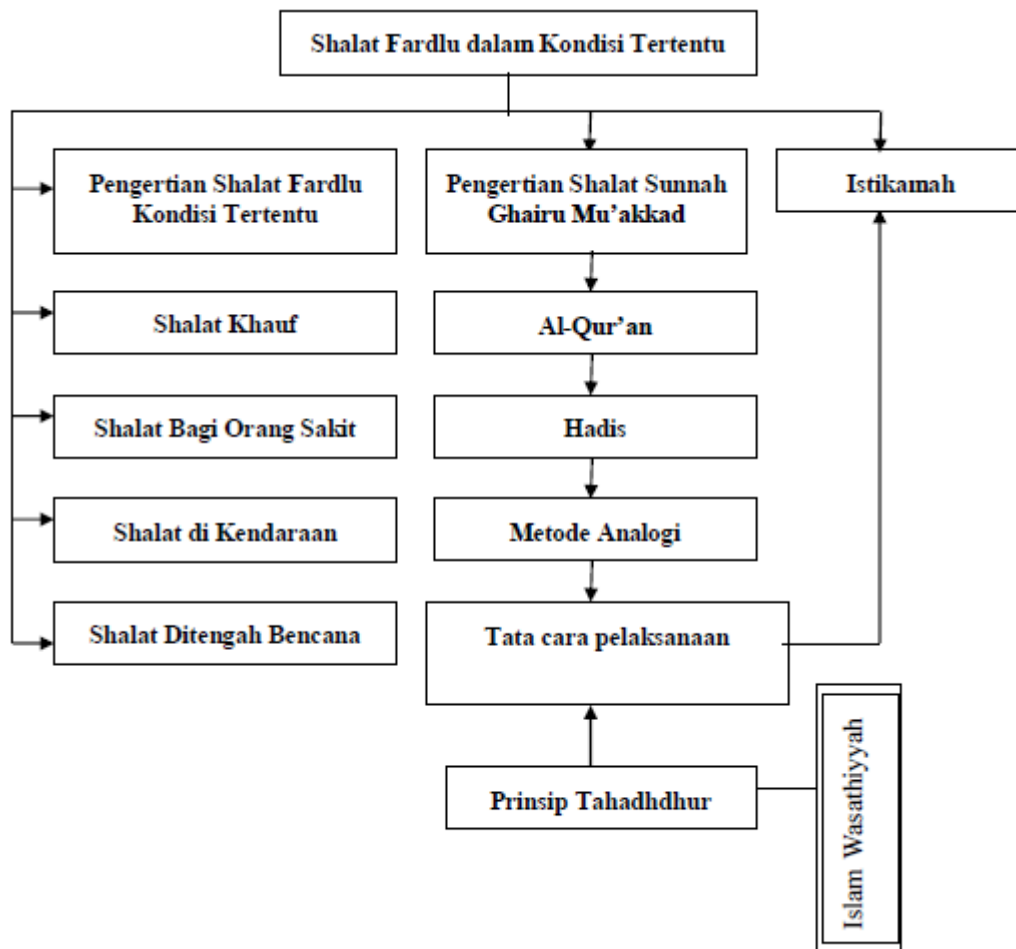 Shalat Fardlu dalam Kondisi Tertentu
Pengertian Shalat Fardlu
Kondisi Tertentu
Pengertian Shalat Sunnah
Ghairu Mu’akkad
Istikamah
Shalat Khauf
Al-Qur’an
Shalat Bagi Orang Sakit
Hadis
Shalat di Kendaraan
Metode Analogi
Shalat Ditengah Bencana
Tata cara pelaksanaan
Prinsip Tahadhdhur
Islam Wasathiyyah